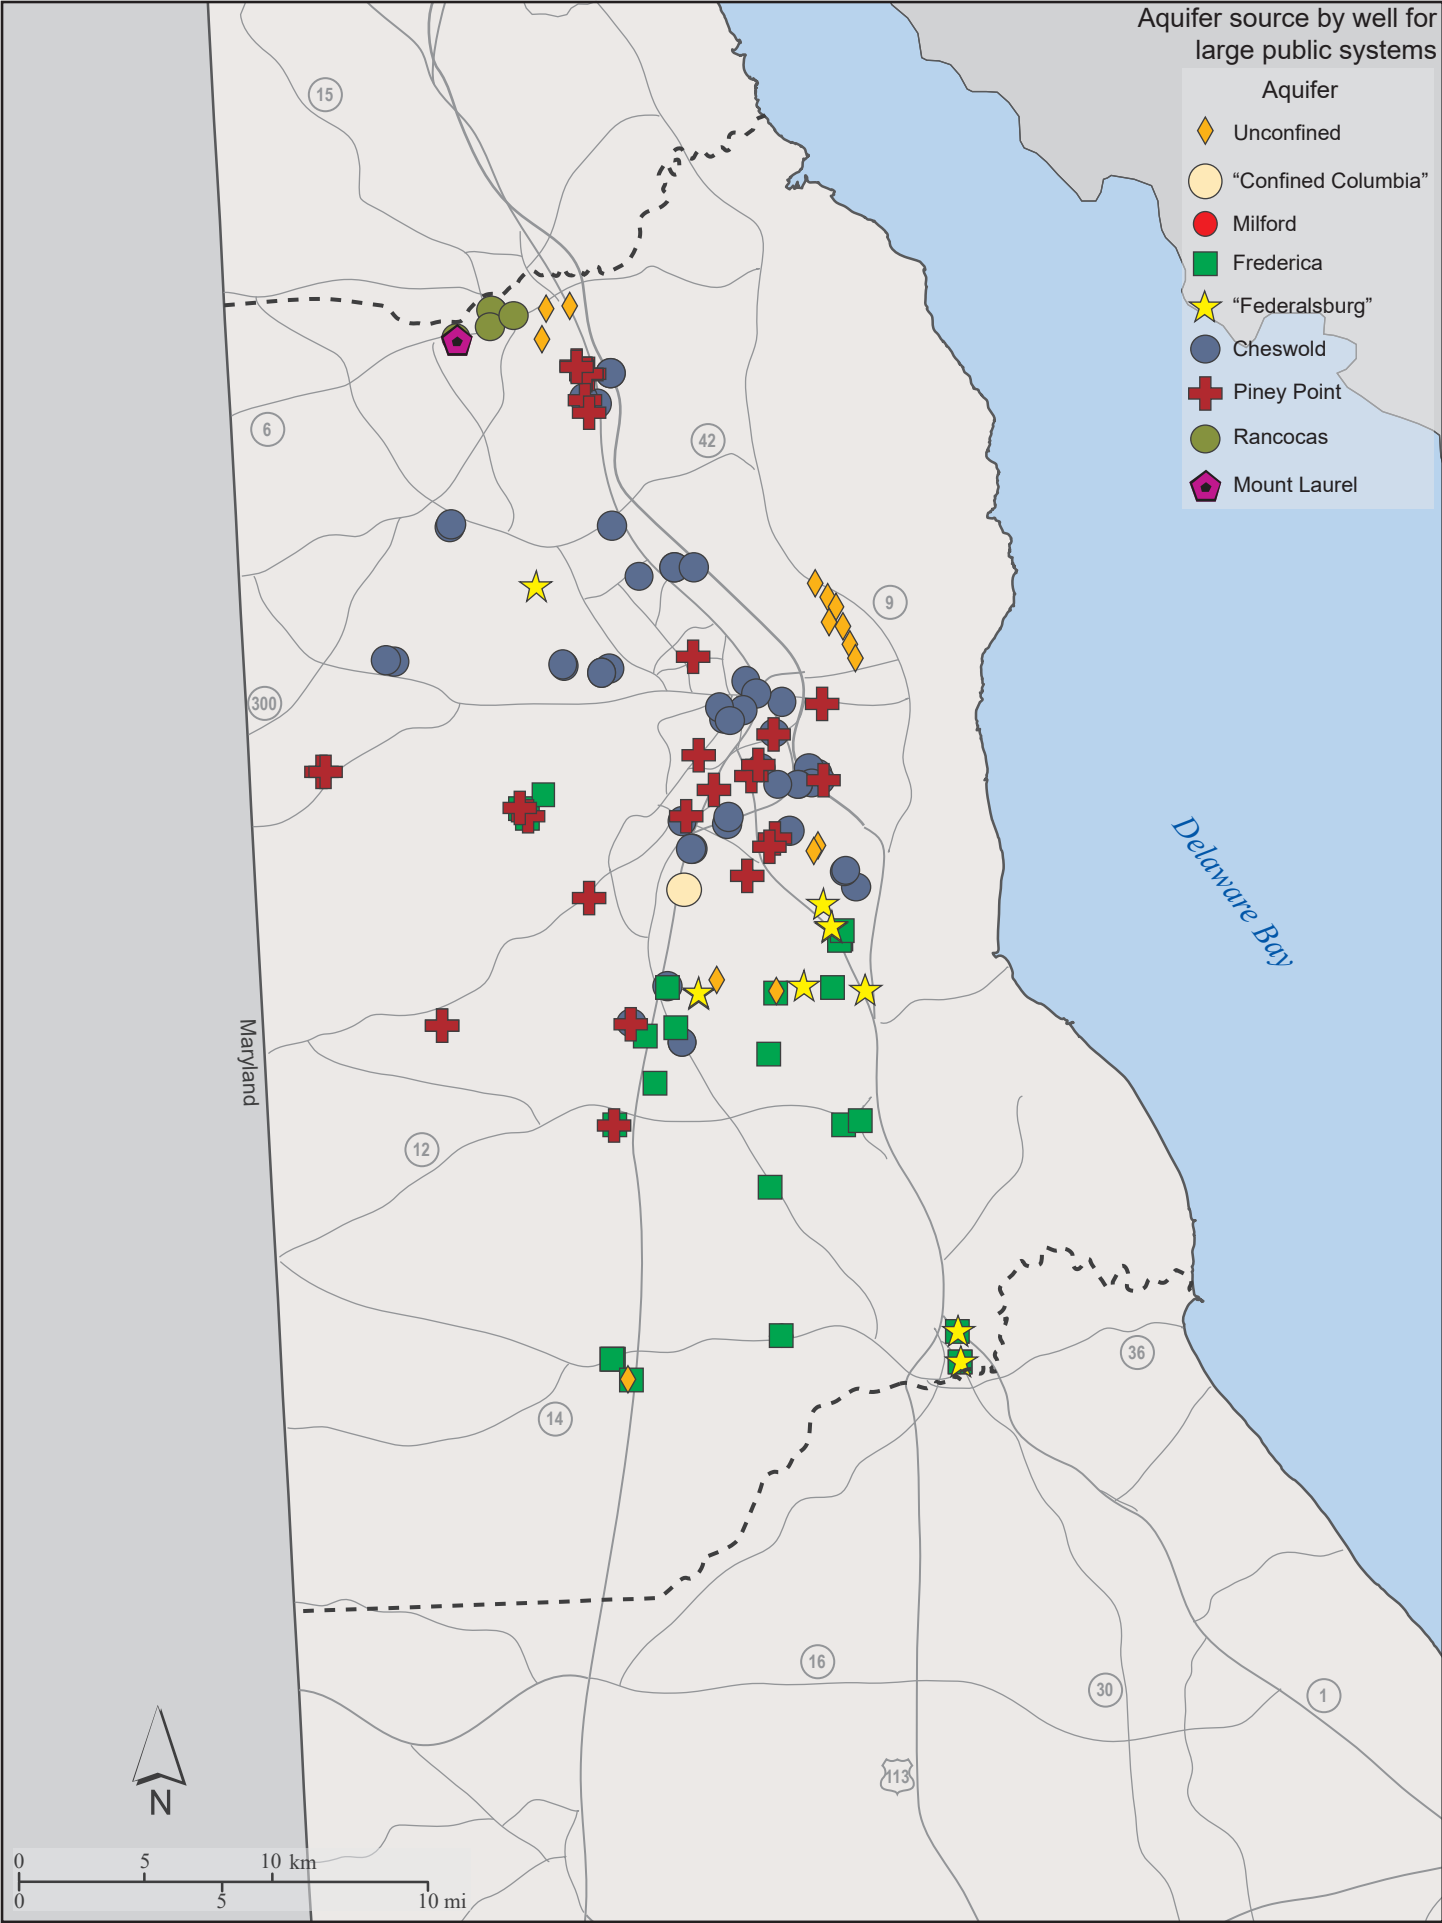 Aquifer source by well for
large public systems
Aquifer
Unconfined
“Confined Columbia”
Milford
Frederica
“Federalsburg”
Cheswold
Piney Point
Rancocas
Mount Laurel
15
6
42
9
300
Delaware Bay
Maryland
12
36
14
16
30
1
113
N
0 5 10 km
0 5 10 mi